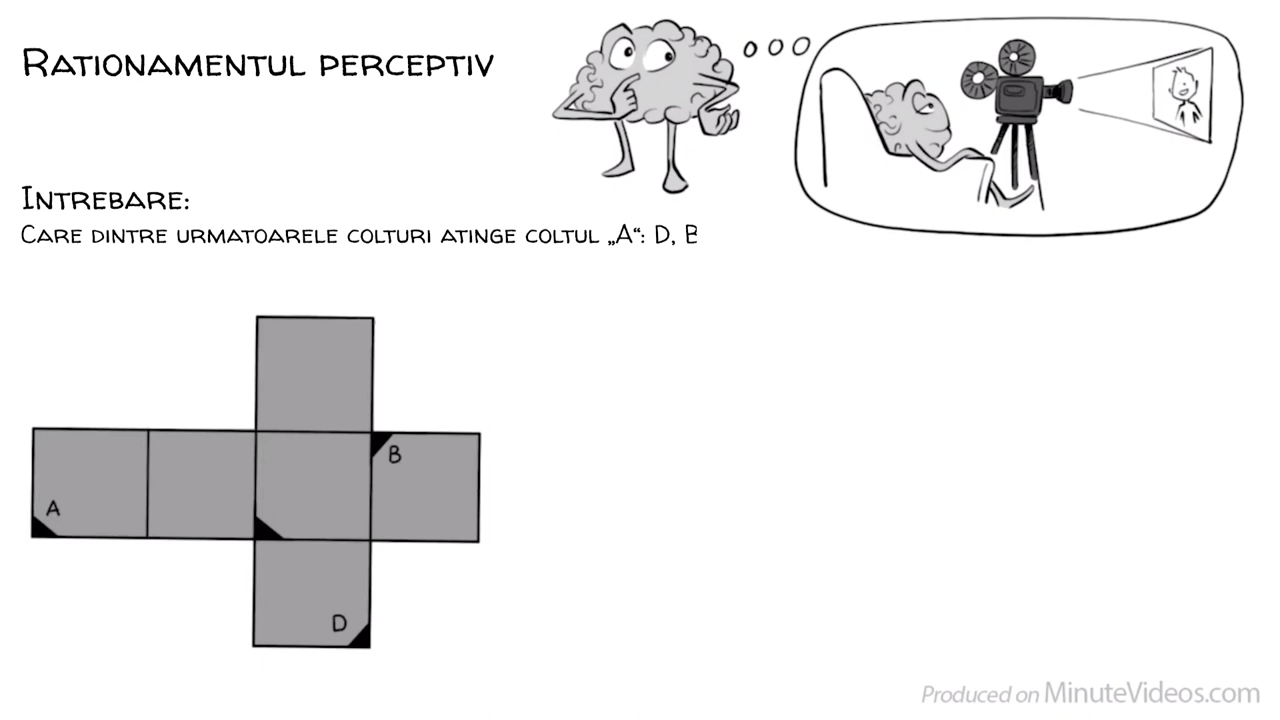 Rationamentul perceptiv
Intrebare:
Care dintre urmatoarele colturi atinge coltul „A“: D, B
B
A
D
Produced on MinuteVideos.com